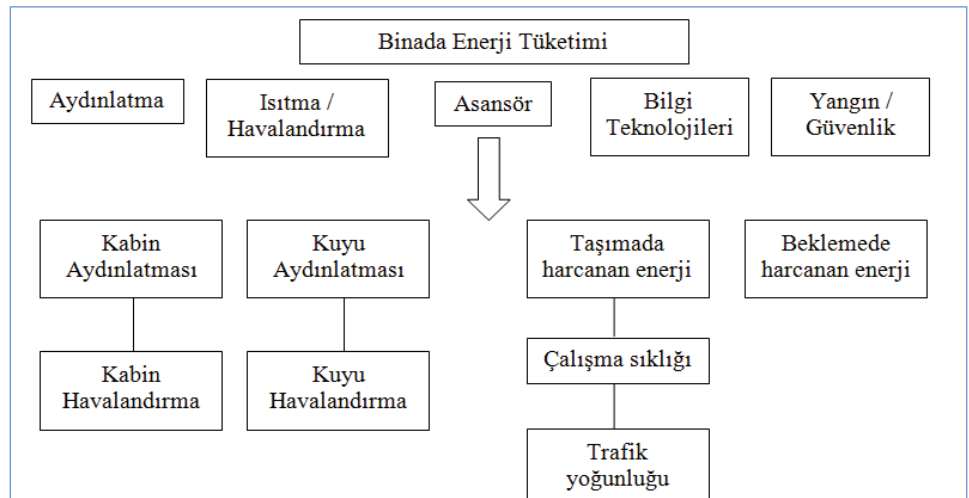 Binada Enerji Tüketimi
Aydınlatma
Isıtma /
Havalandırma
Asansör
Bilgi
Teknolojileri
Yangın /
Güvenlik
Kabin
Aydınlatması
Kuyu
Aydınlatması
Taşımada
harcanan enerji
Beklemede
harcanan enerji
Kabin
Havalandırma
Kuyu
Havalandırma
Çalışma sıklığı
Trafik
yoğunluğu